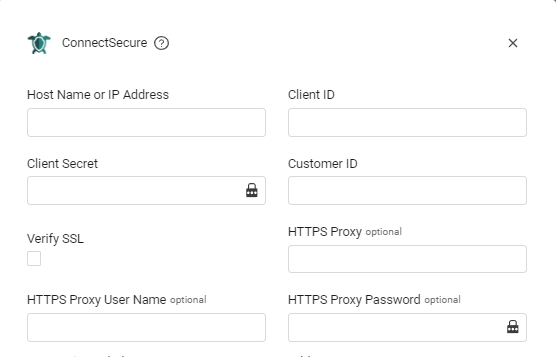 ConnectSecure
Host Name or IP Address
Client ID
Client Secret
Customer ID
Verify SSL
HTTPS Proxy optional
HTTPS Proxy User Name optional
HTTPS Proxy Password optional